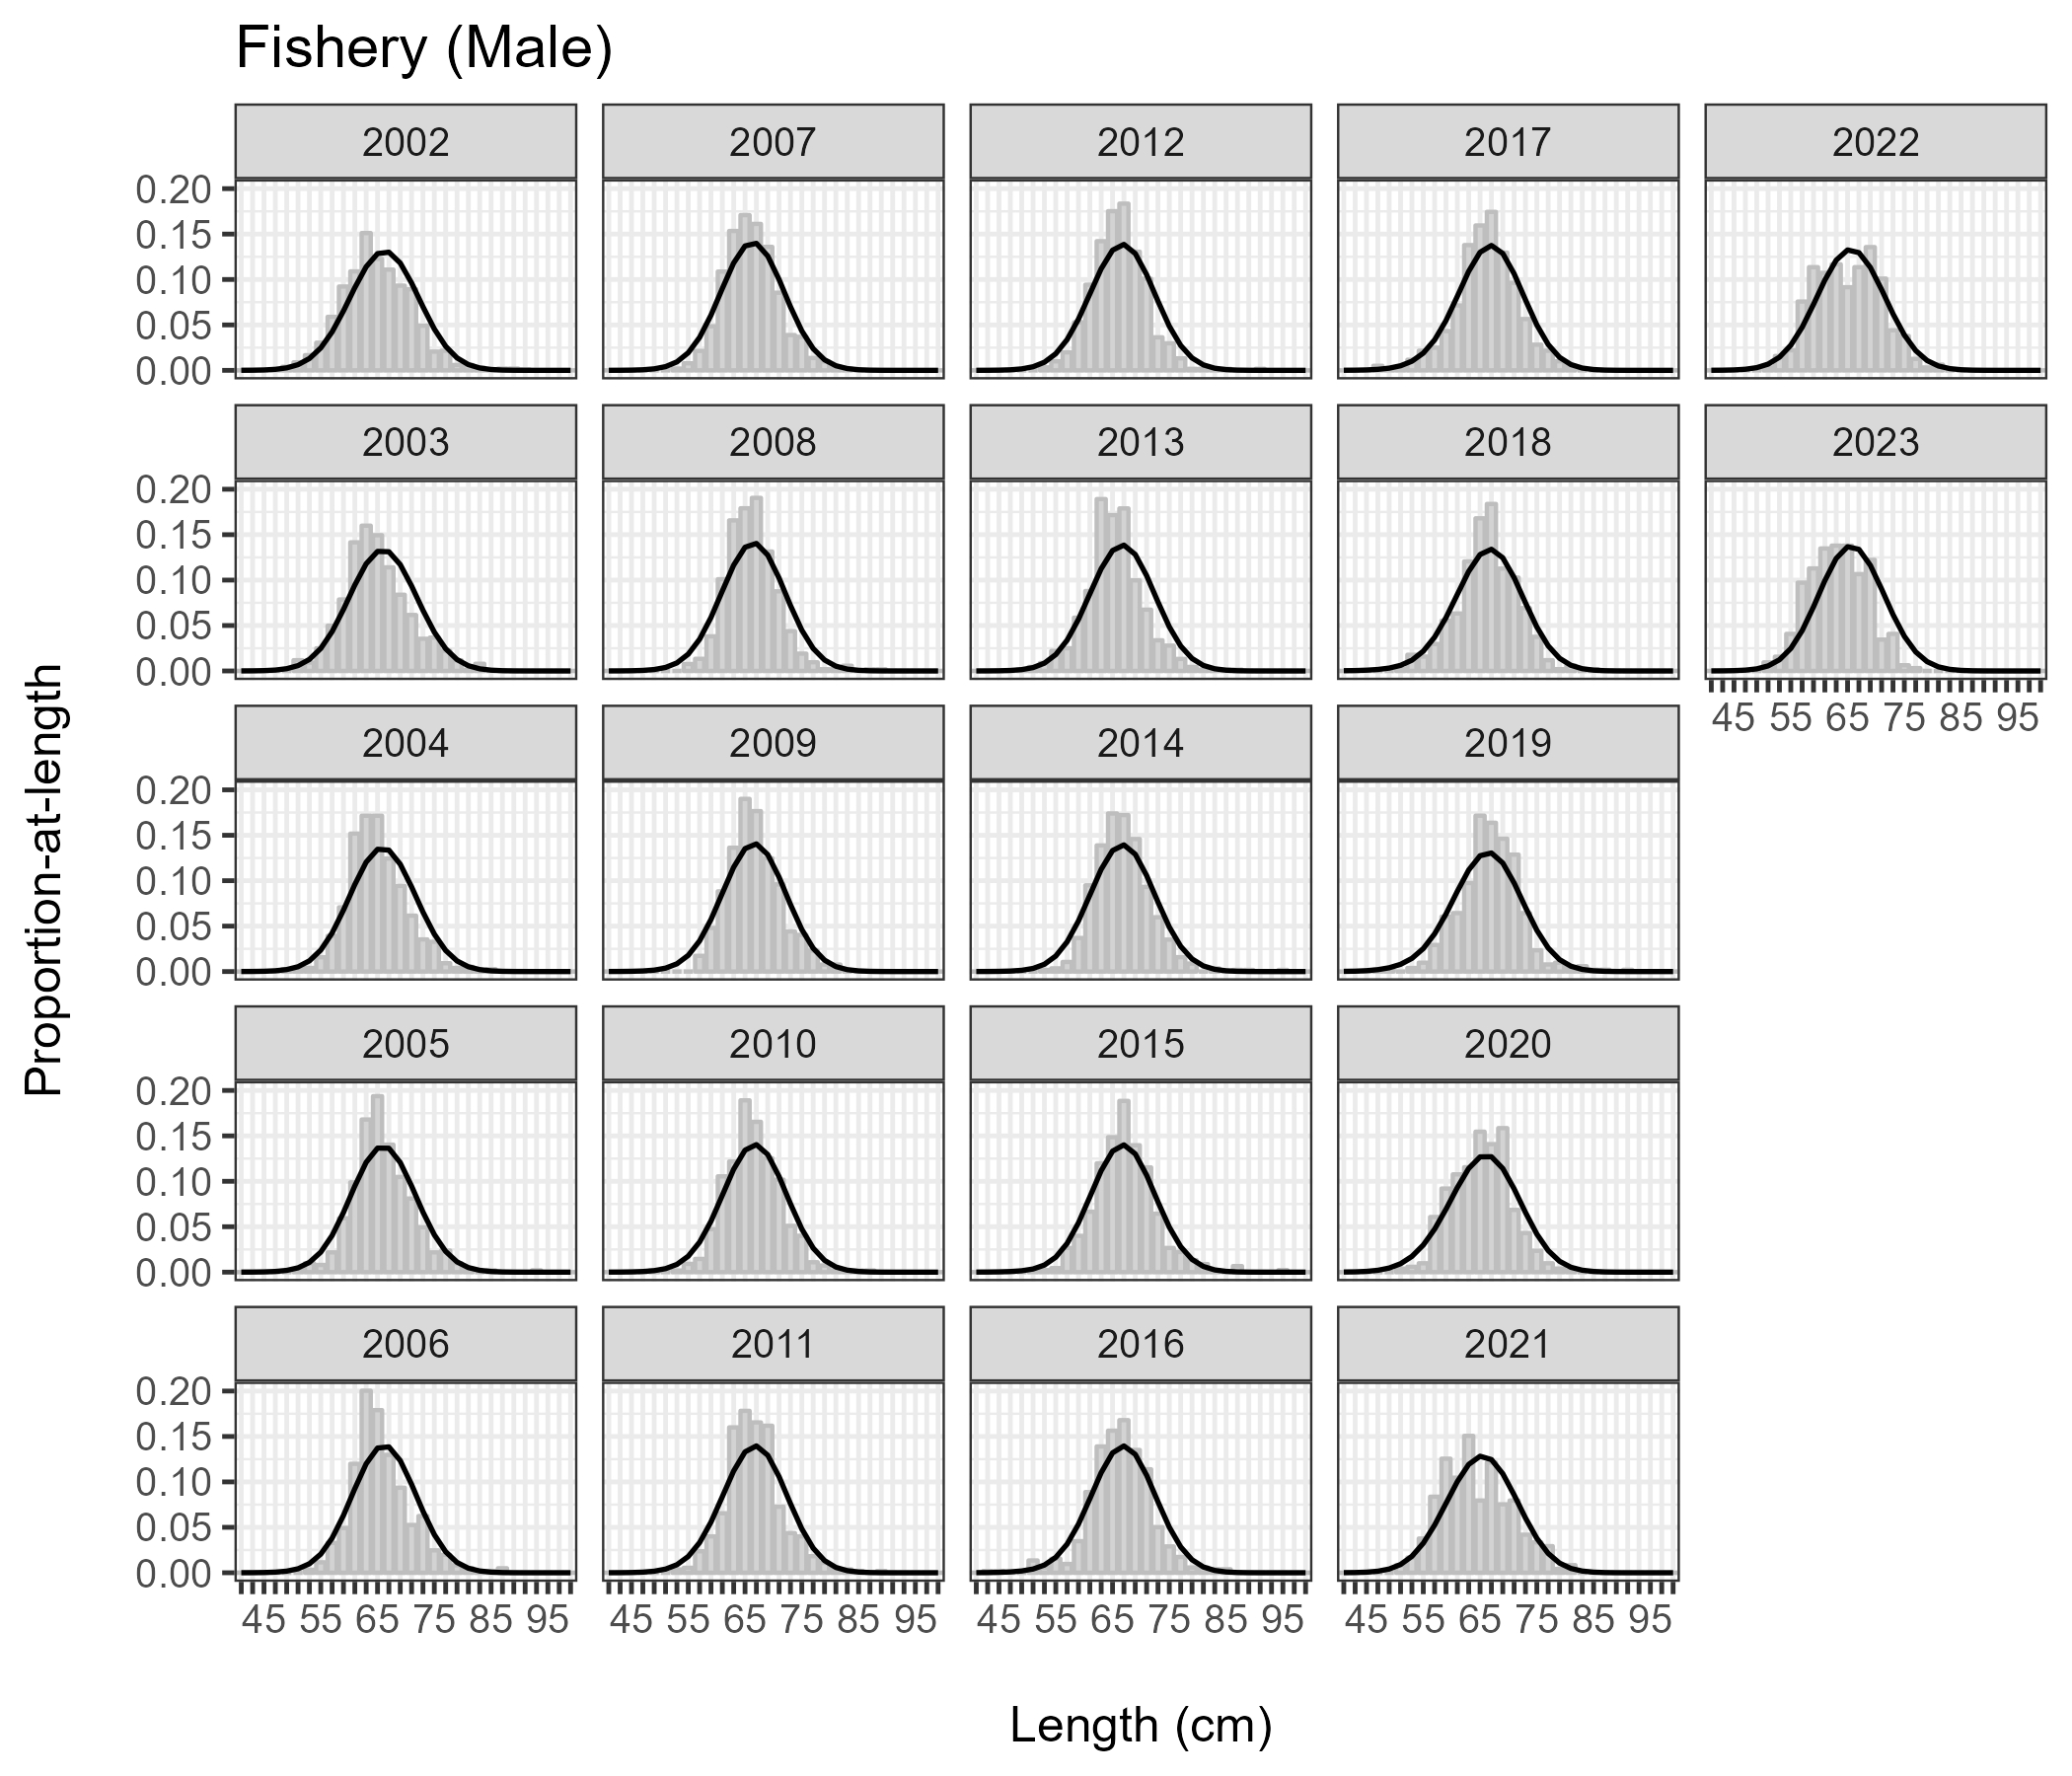 Fishery (Male)
2002 2007 2012 2017 2022
0.20
0.15
0.10
0.05
0.00
2003 2008 2013 2018 2023
0.20
0.15
0.10
0.05
0.00
45 55 65 75 85 95
2004 2009 2014 2019
0.20
0.15
0.10
0.05
0.00
2005 2010 2015 2020
0.20
0.15
0.10
0.05
0.00
2006 2011 2016 2021
0.20
0.15
0.10
0.05
0.00
45 55 65 75 85 95 45 55 65 75 85 95 45 55 65 75 85 95 45 55 65 75 85 95
Proportion-at-length
Length (cm)